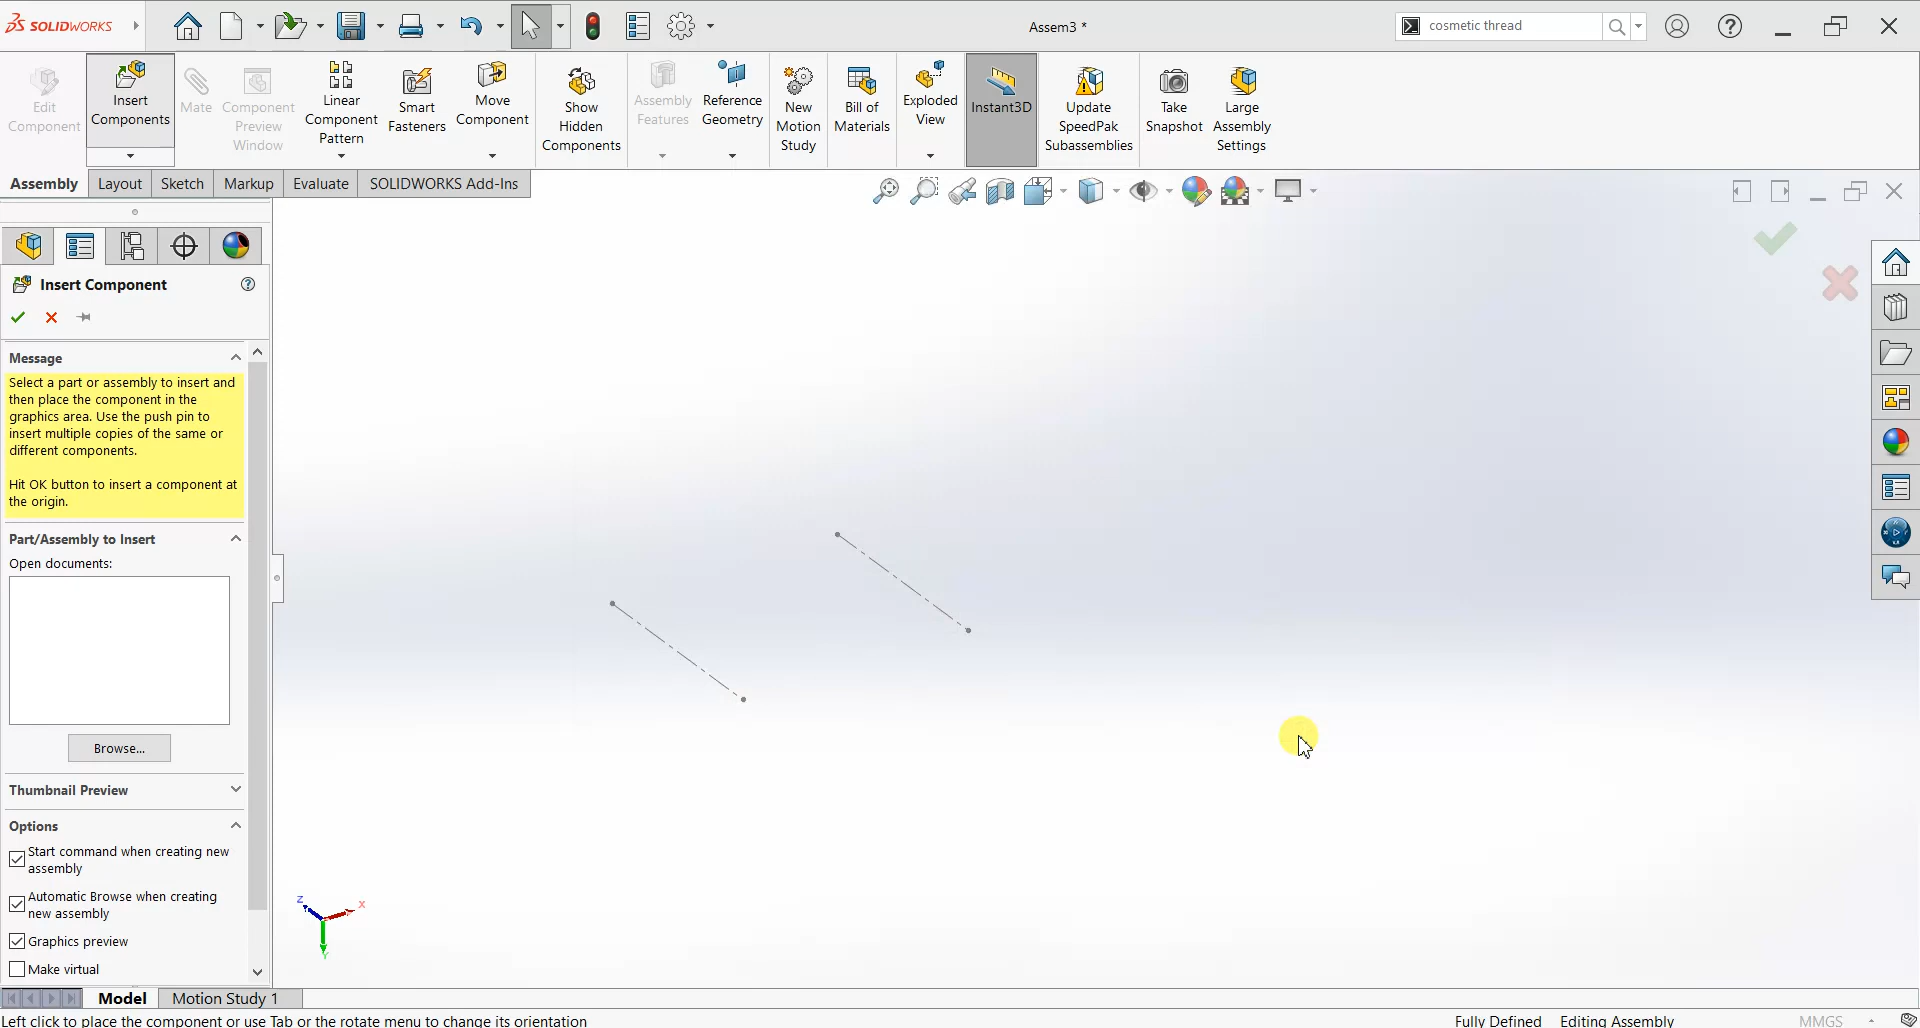 SOLIDWORKS
Assem3 *
cosmetic thread
Edit
Component
Insert
Components
Mate
Component
Preview
Window
Linear
Component
Pattern
Smart
Fasteners
Move
Component
Show
Hidden
Components
Assembly
Features
Reference
Geometry
New
Motion
Study
Bill of
Materials
Exploded
View
Instant3D
Update
SpeedPak
Subassemblies
Take
Snapshot
Large
Assembly
Settings
Assembly
Layout
Sketch
Markup
Evaluate
SOLIDWORKS Add-Ins
Insert Component
Message
Select a part or assembly to insert and
then place the component in the
graphics area. Use the push pin to
insert multiple copies of the same or
different components.
Hit OK button to insert a component at
the origin.
Part/Assembly to Insert
Open documents:
Browse...
Thumbnail Preview
Options
Start command when creating new
assembly
Automatic Browse when creating
new assembly
Graphics preview
Make virtual
Z
X
Y
Model
Motion Study 1
Left click to place the component or use Tab or the rotate menu to change its orientation
Fully Defined
Editing Assembly
MMGS